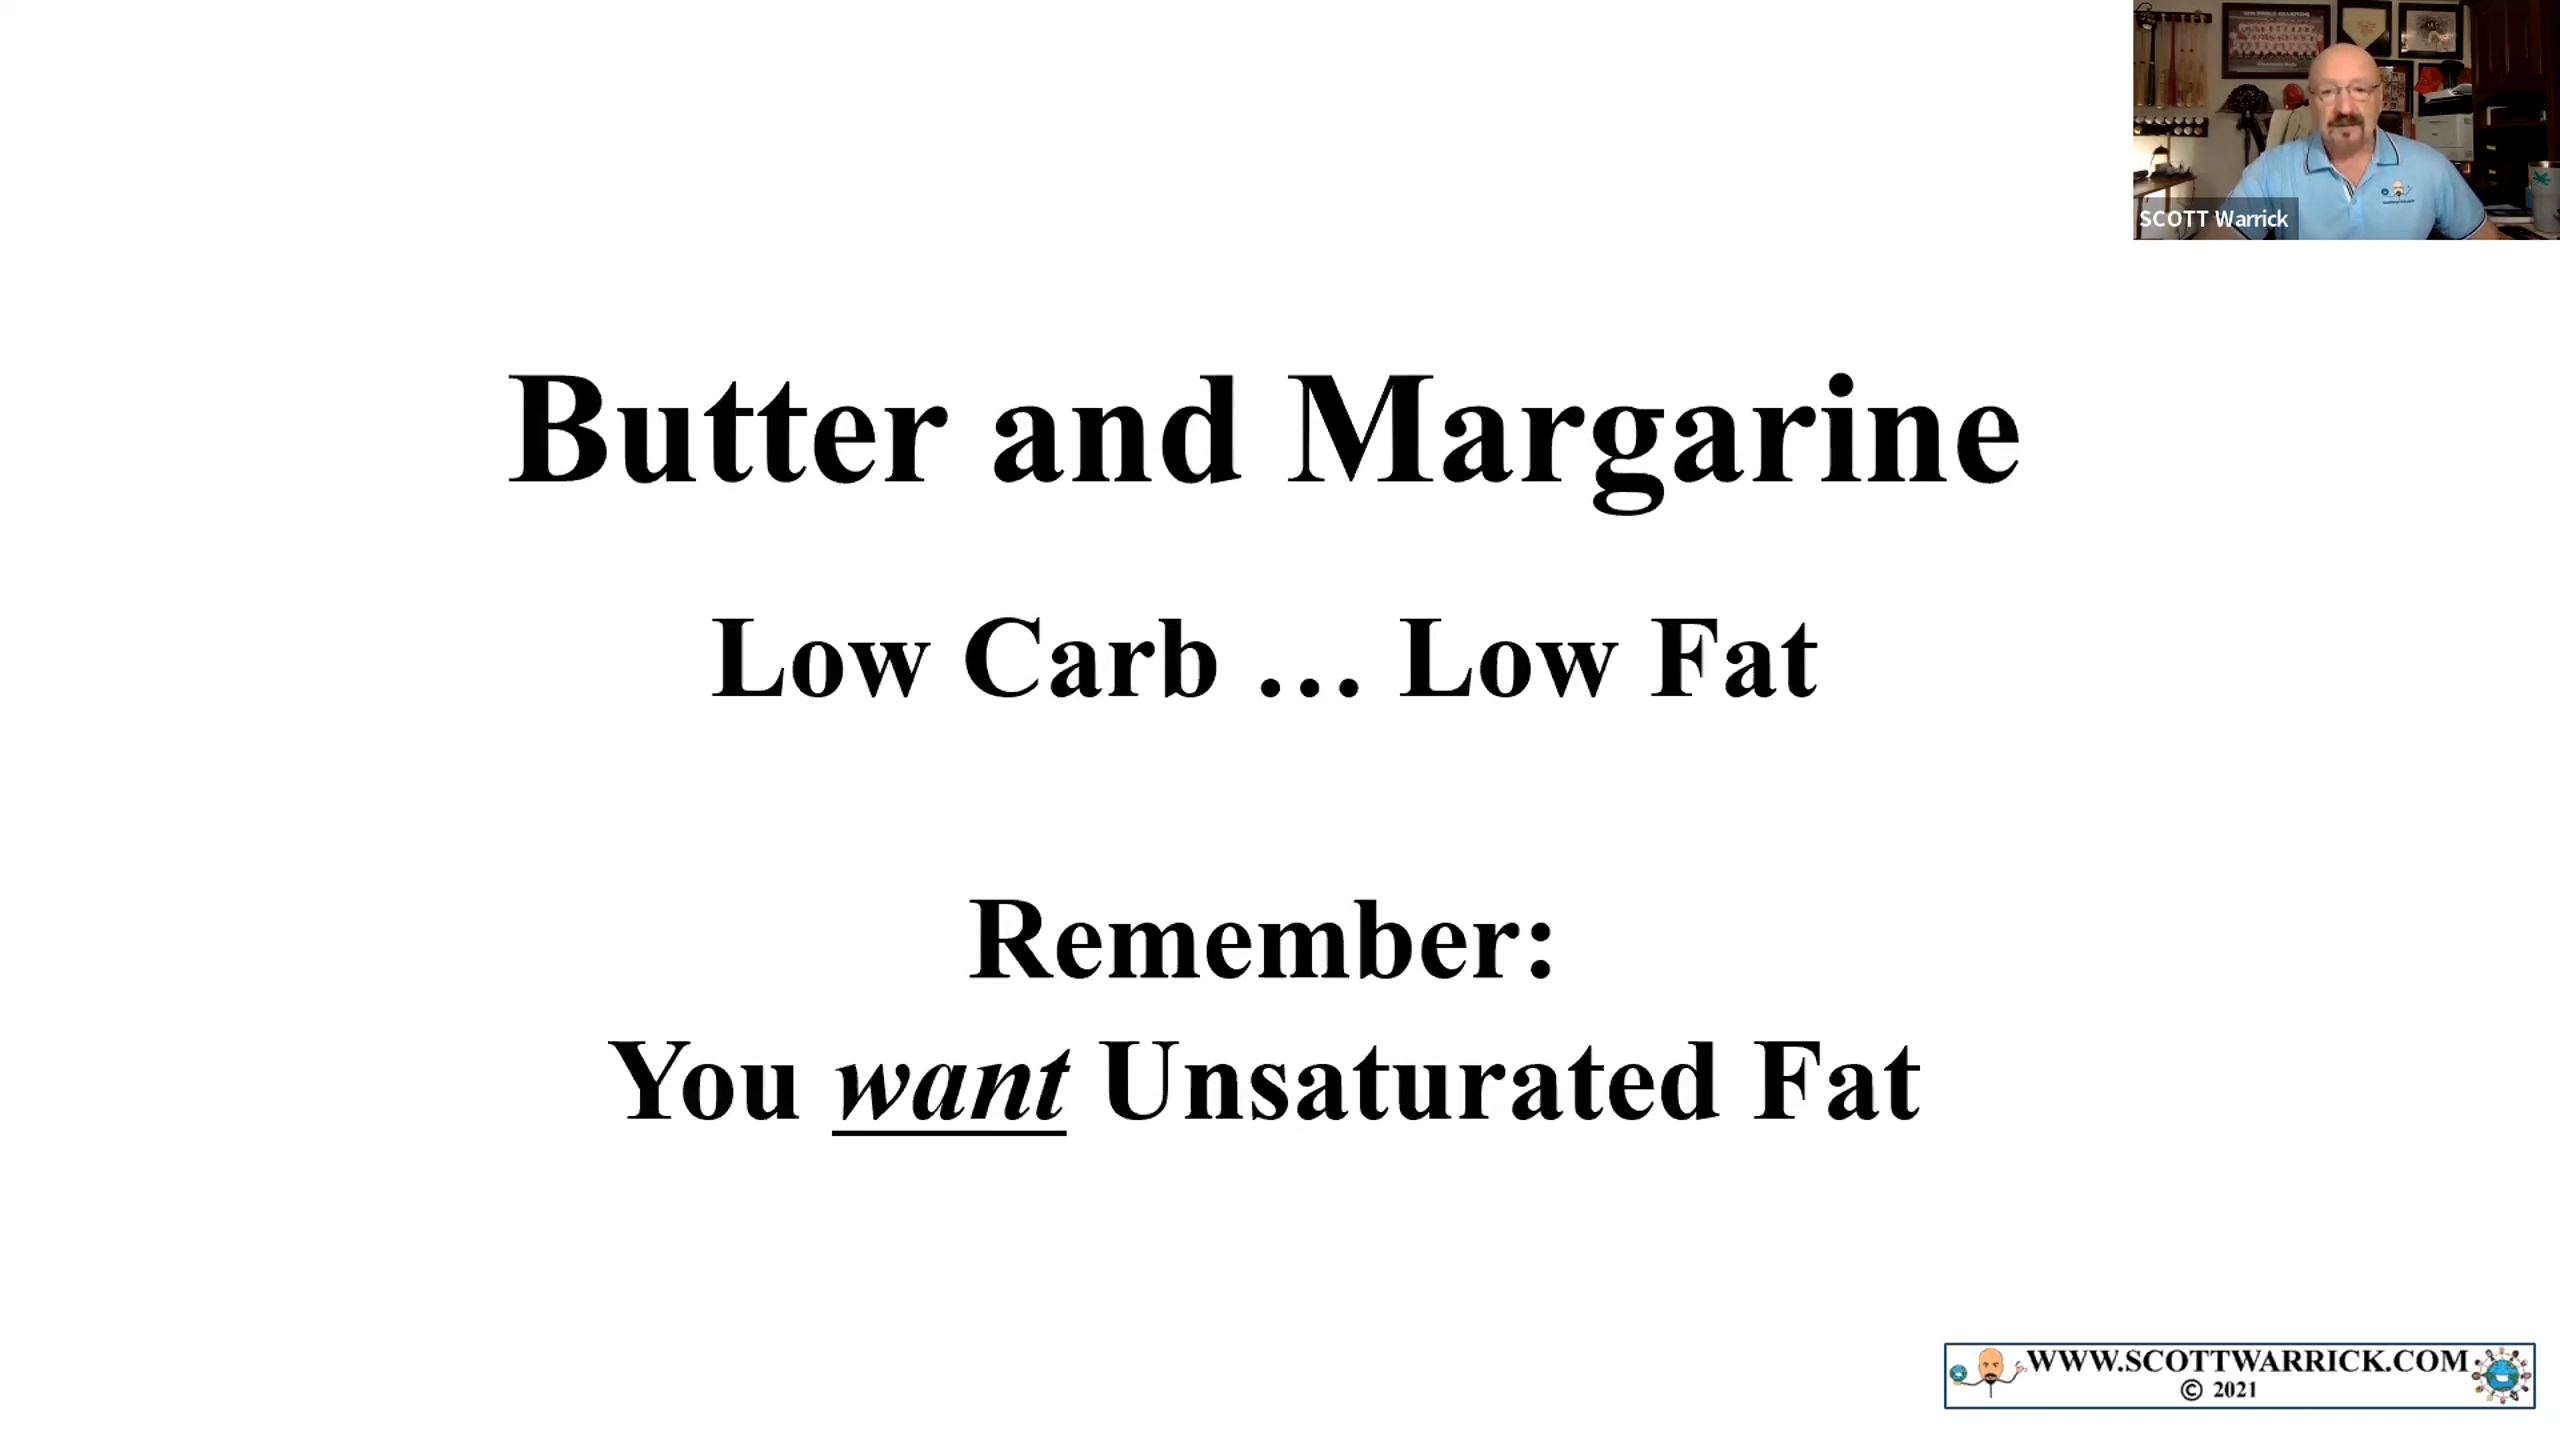 SCOTT Warrick
Butter and Margarine
Low Carb … Low Fat
Remember:
You want Unsaturated Fat
WWW.SCOTTWARRICK.COM
© 2021